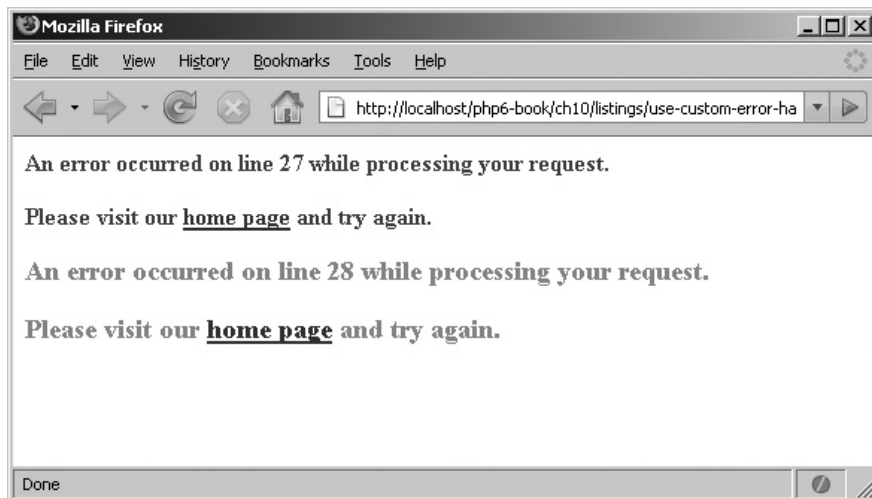 Mozilla Firefox
File Edit View History Bookmarks Tools Help
http://localhost/php6-book/ch10/listings/use-custom-error-ha
An error occurred on line 27 while processing your request.
Please visit our home page and try again.
An error occurred on line 28 while processing your request.
Please visit our home page and try again.
Done